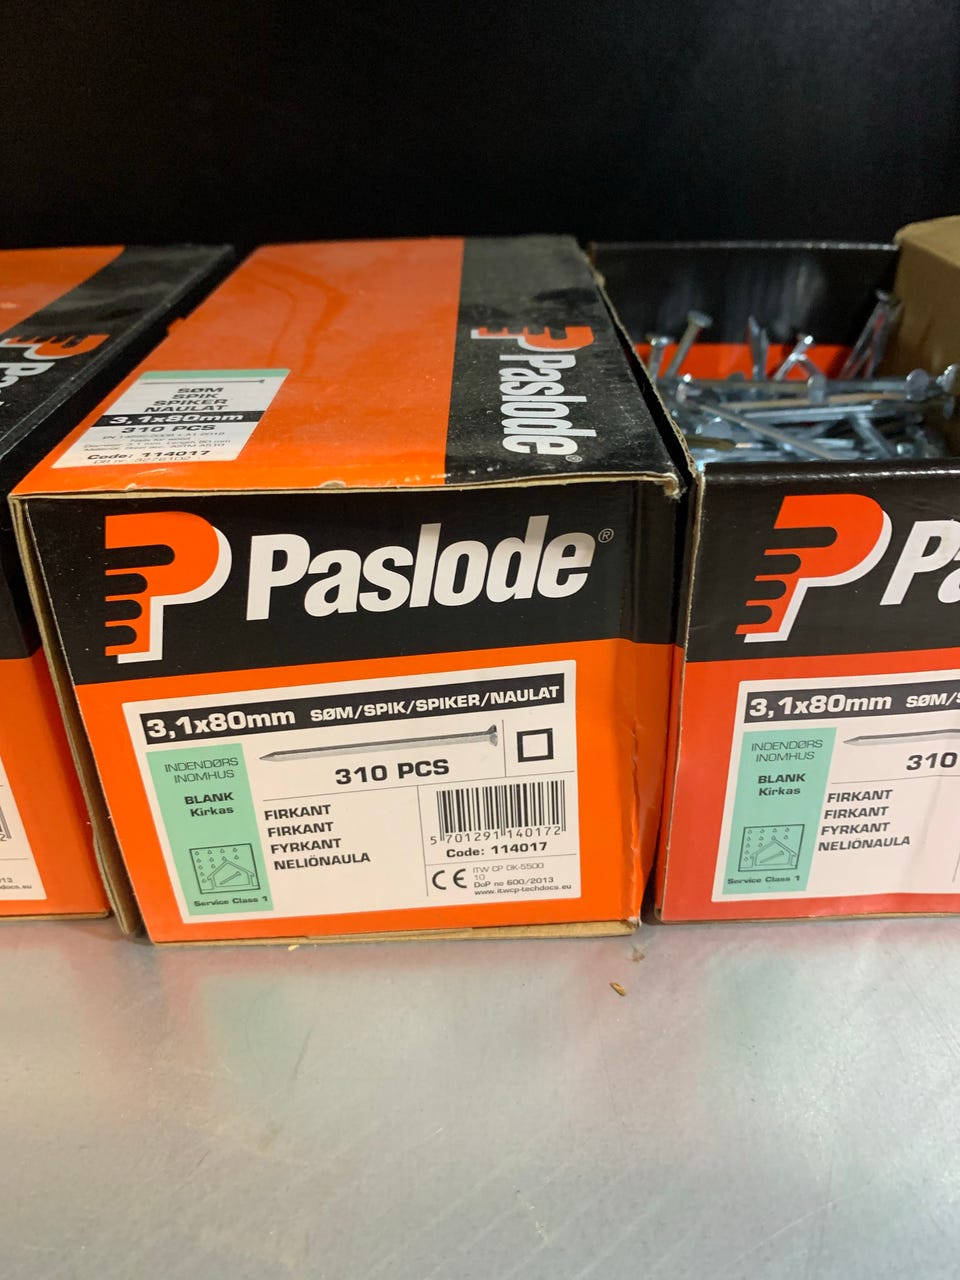 SØM
SPIK
SPIKER
NAULAT
3,1x80mm
310 PCS
Code: 114017
Paslode
Paslode®
3,1x80mm SØM/SPIK/SPIKER/NAULAT
INDENDØRS
INOMHUS
BLANK
Kirkas
Service Class 1
310 PCS
FIRKANT
FIRKANT
FYRKANT
NELIÖNAULA
5 701291 140172
Code: 114017
CE
ITW CP DK-5500
10
DoP no 600/2013
www.itwcp-techdocs.eu
Pa
3,1x80mm SØM/S
INDENDØRS
INOMHUS
BLANK
Kirkas
Service Class 1
310
FIRKANT
FIRKANT
FYRKANT
NELIÖNAULA